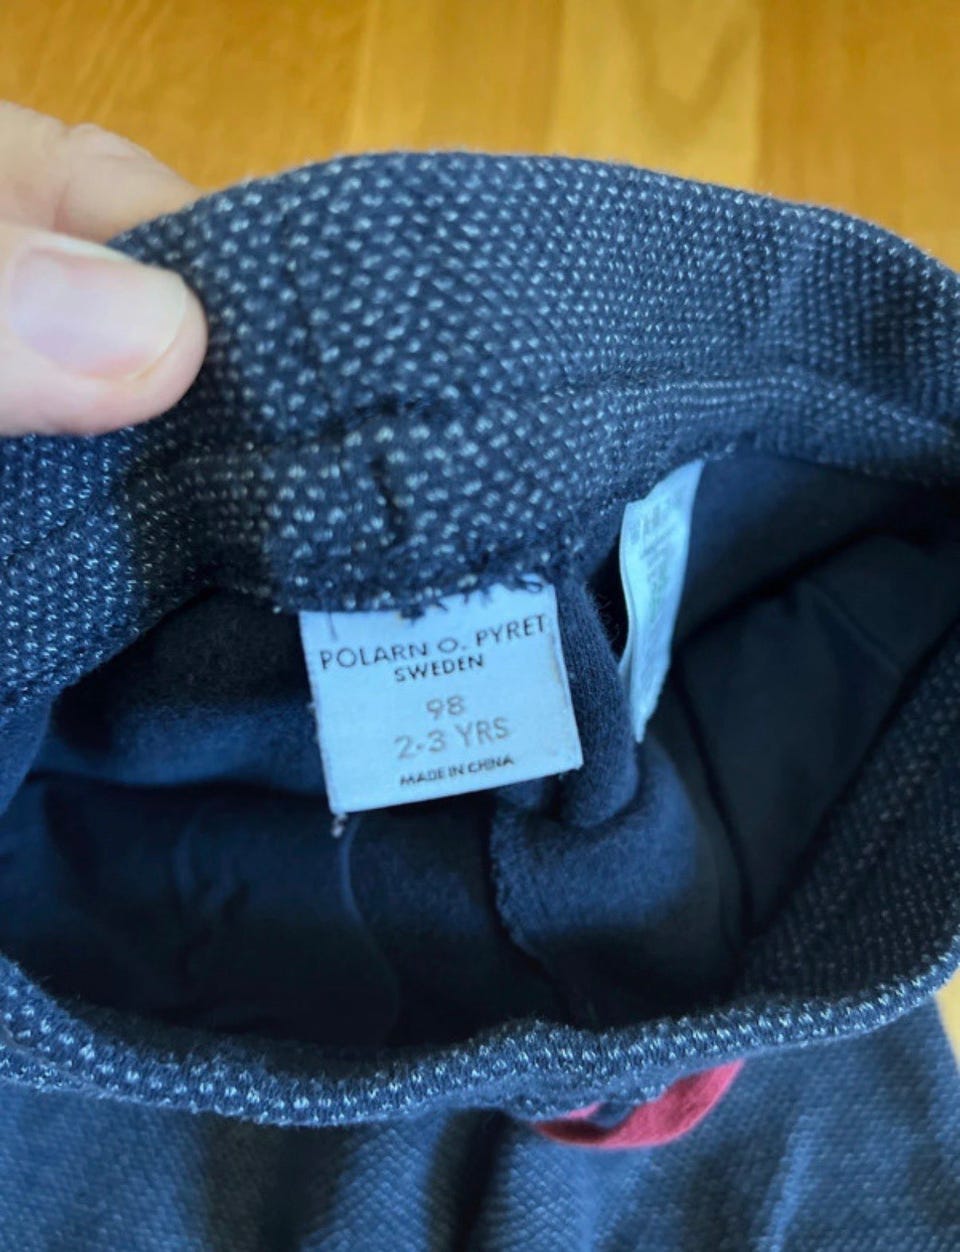 POLARN O. PYRET
SWEDEN
98
2-3 YRS
MADE IN CHINA